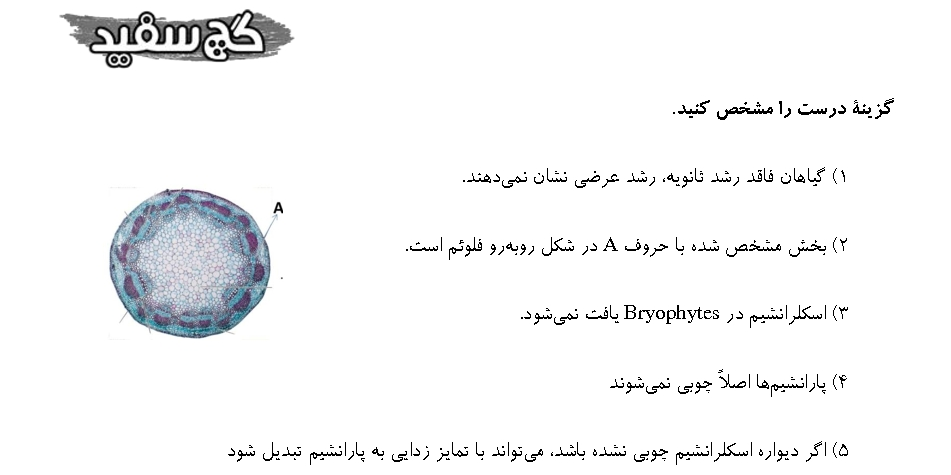 گچ سفید
گزینهٔ درست را مشخص کنید.
۱) گیاهان فاقد رشد ثانویه، رشد عرضی نشان نمی‌دهند.
A
۲) بخش مشخص شده با حروف A در شکل روبه‌رو فلوئم است.
۳) اسکلرانشیم در Bryophytes یافت نمی‌شود.
۴) پارانشیم‌ها اصلاً چوبی نمی‌شوند
۵) اگر دیواره اسکلرانشیم چوبی نشده باشد، می‌تواند با تمایز زدایی به پارانشیم تبدیل شود